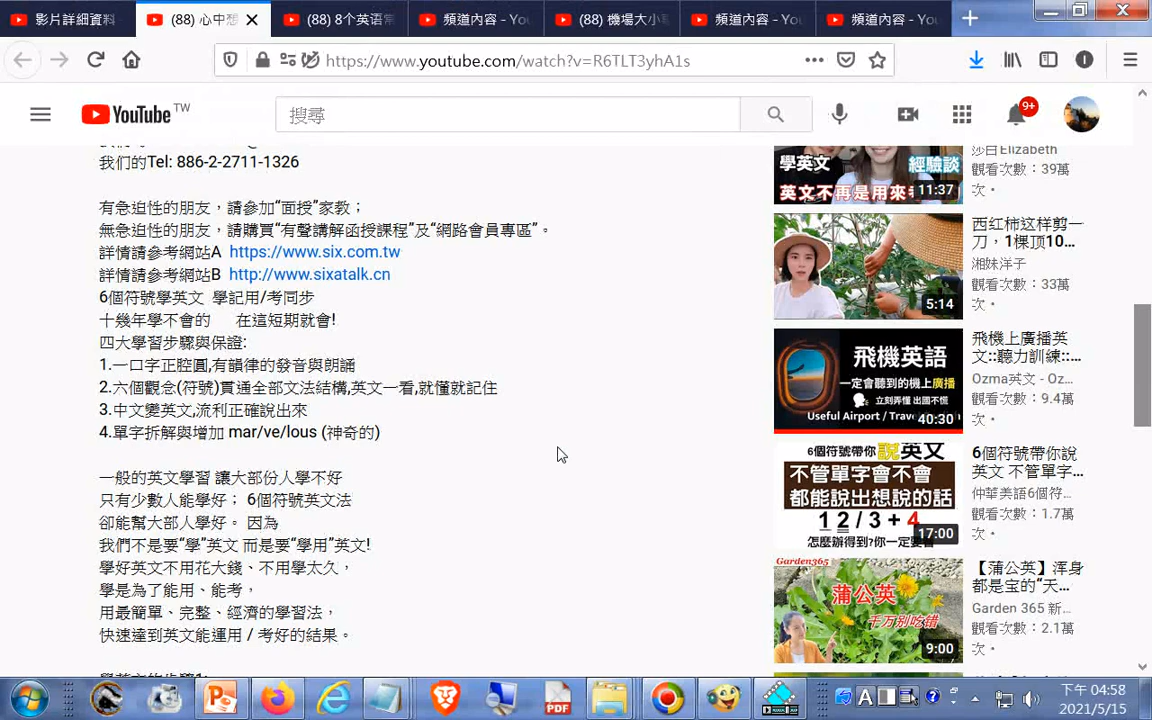 影片詳細資料
(88) 心中想
(88) 8个英语常
頻道內容 - You
(88) 機場大小
頻道內容 - You
頻道內容 - You
https://www.youtube.com/watch?v=R6TLT3yhA1s
YouTube TW
搜尋
9+
我們的Tel: 886-2-2711-1326
有急迫性的朋友，請參加“面授”家教；
無急迫性的朋友，請購買“有聲講解函授課程”及“網路會員專區”。
詳情請參考網站A https://www.six.com.tw
詳情請參考網站B http://www.sixatalk.cn
6個符號學英文 學記用/考同步
十幾年學不會的 在這短期就會!
四大學習步驟與保證:
1.一口字正腔圓,有韻律的發音與朗誦
2.六個觀念(符號)貫通全部文法結構,英文一看,就懂就記住
3.中文變英文,流利正確說出來
4.單字拆解與增加 mar/ve/lous (神奇的)
一般的英文學習 讓大部份人學不好
只有少數人能學好； 6個符號英文法
卻能幫大部人學好。 因為
我們不是要“學”英文 而是要“學用”英文!
學好英文不用花大錢、不用學太久，
學是為了能用、能考，
用最簡單、完整、經濟的學習法，
快速達到英文能運用 / 考好的結果。
學英文
經驗談
英文不再是用來考
11:37
莎白Elizabeth
觀看次數：39萬
次・
5:14
西红柿这样剪一
刀，1棵顶10...
湘妹洋子
觀看次數：33萬
次・
飛機英語
一定會聽到的機上廣播
立刻弄懂 出國不慌
Useful Airport / Travel
40:30
飛機上廣播英
文::聽力訓練::...
Ozma英文 - Oz...
觀看次數：9.4萬
次・
6個符號帶你說英文
不管單字會不會
都能說出想說的話
1 2 / 3 + 4
怎麼辦得到?你一定要
17:00
6個符號帶你說
英文 不管單字...
仲華美語6個符...
觀看次數：1.7萬
次・
Garden365
蒲公英
千万别吃错
9:00
【蒲公英】浑身
都是宝的“天...
Garden 365 新...
觀看次數：2.1萬
次・
PDF
下午 04:58
2021/5/15